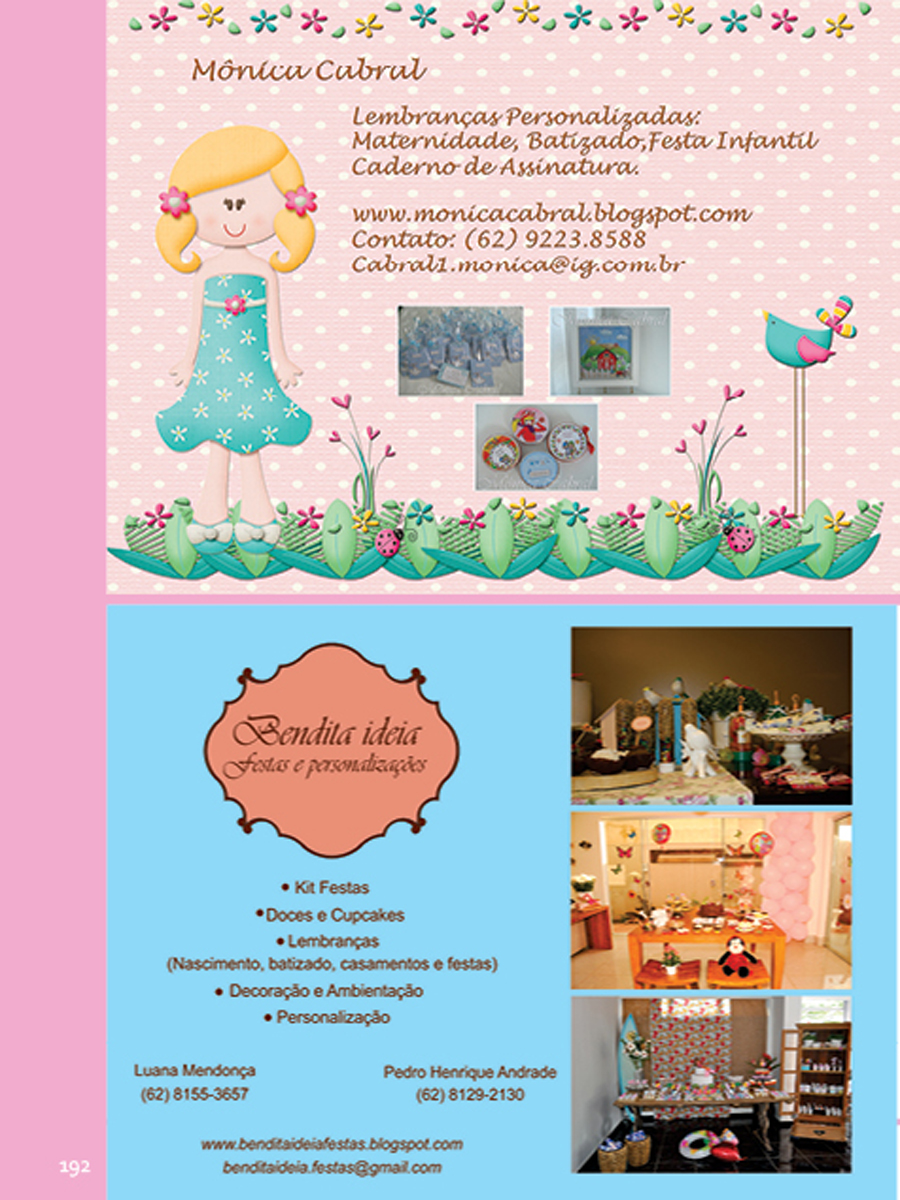 Mônica Cabral
Lembranças Personalizadas:
Maternidade, Batizado,Festa Infantil
Caderno de Assinatura.
www.monicacabral.blogspot.com
Contato: (62) 9223.8588
Cabral1.monica@ig.com.br
Bendita ideia
Festas e personalizações
• Kit Festas
• Doces e Cupcakes
• Lembranças
(Nascimento, batizado, casamentos e festas)
• Decoração e Ambientação
• Personalização
Luana Mendonça
(62) 8155-3657
Pedro Henrique Andrade
(62) 8129-2130
www.benditaideiafestas.blogspot.com
benditaideia.festas@gmail.com
192